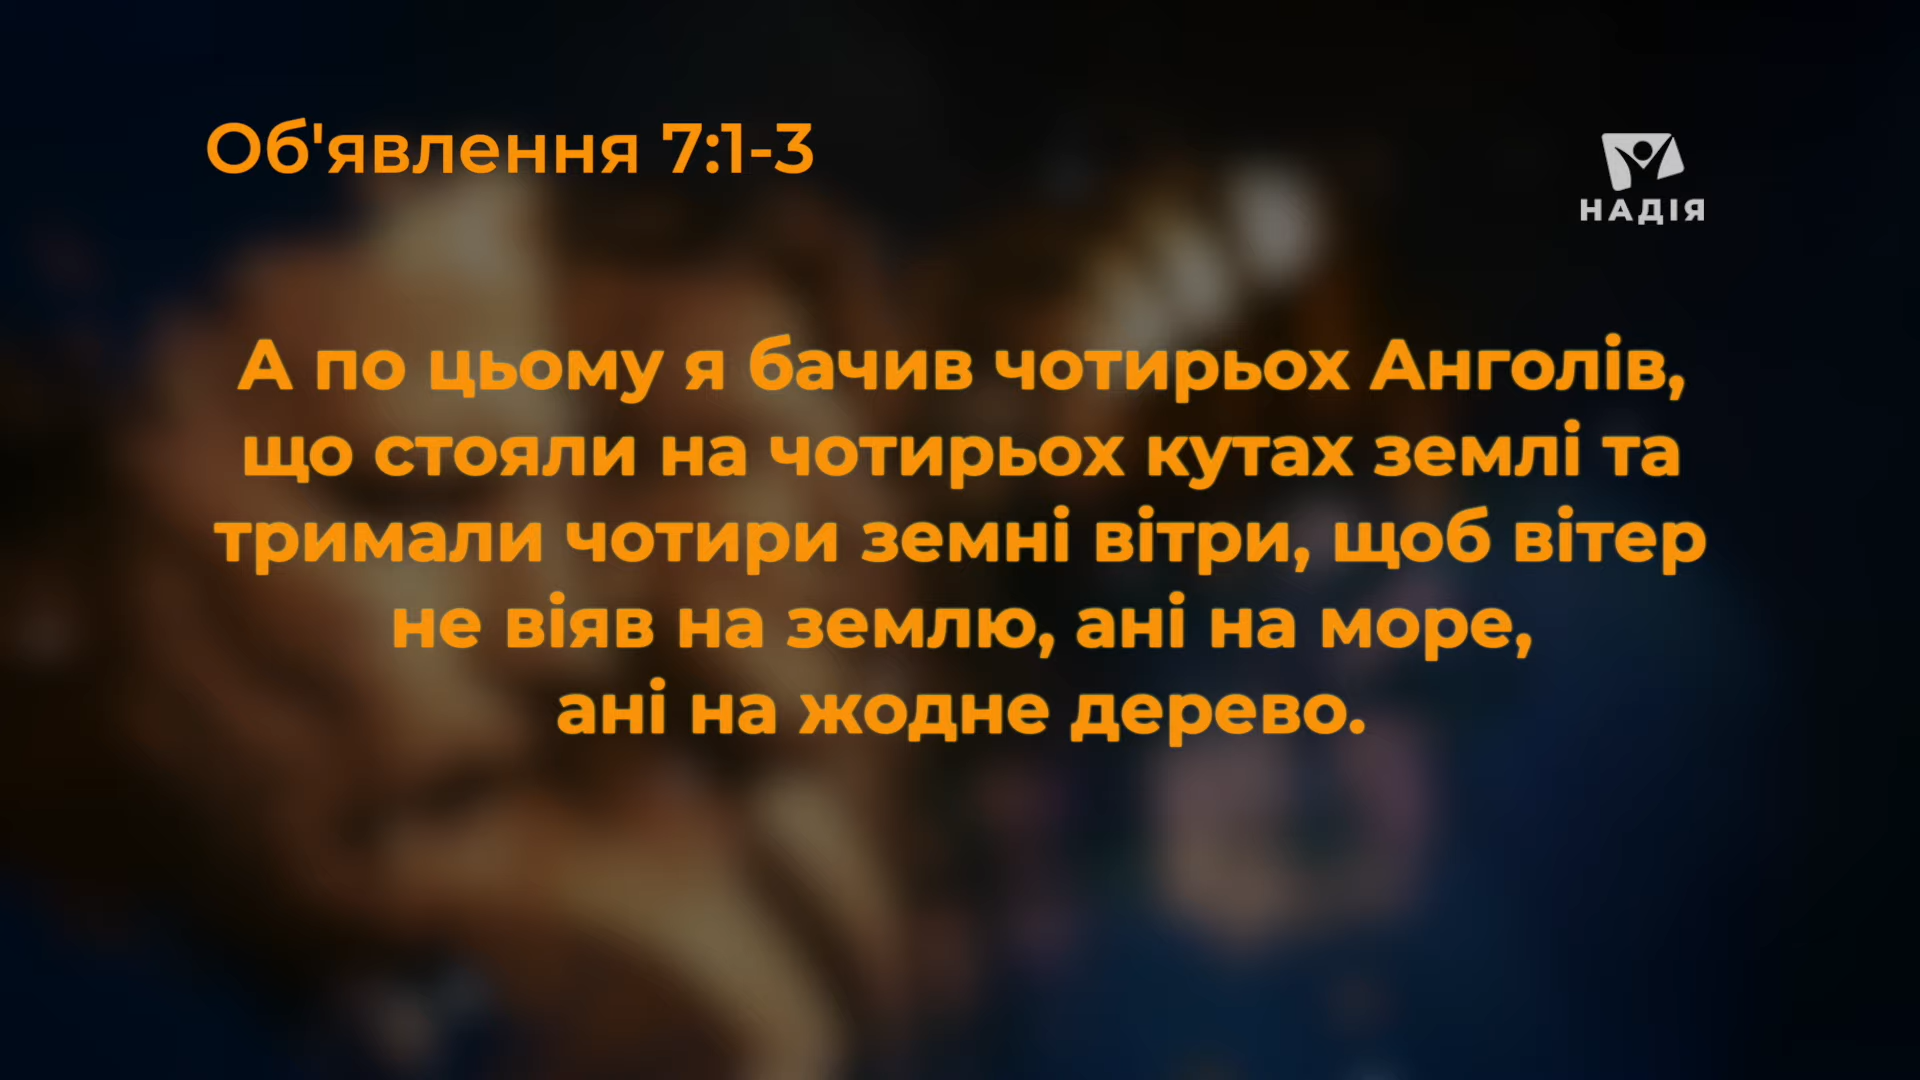 Об'явлення 7:1-3
НАДІЯ
А по цьому я бачив чотирьох Анголів,
що стояли на чотирьох кутах землі та
тримали чотири земні вітри, щоб вітер
не віяв на землю, ані на море,
ані на жодне дерево.